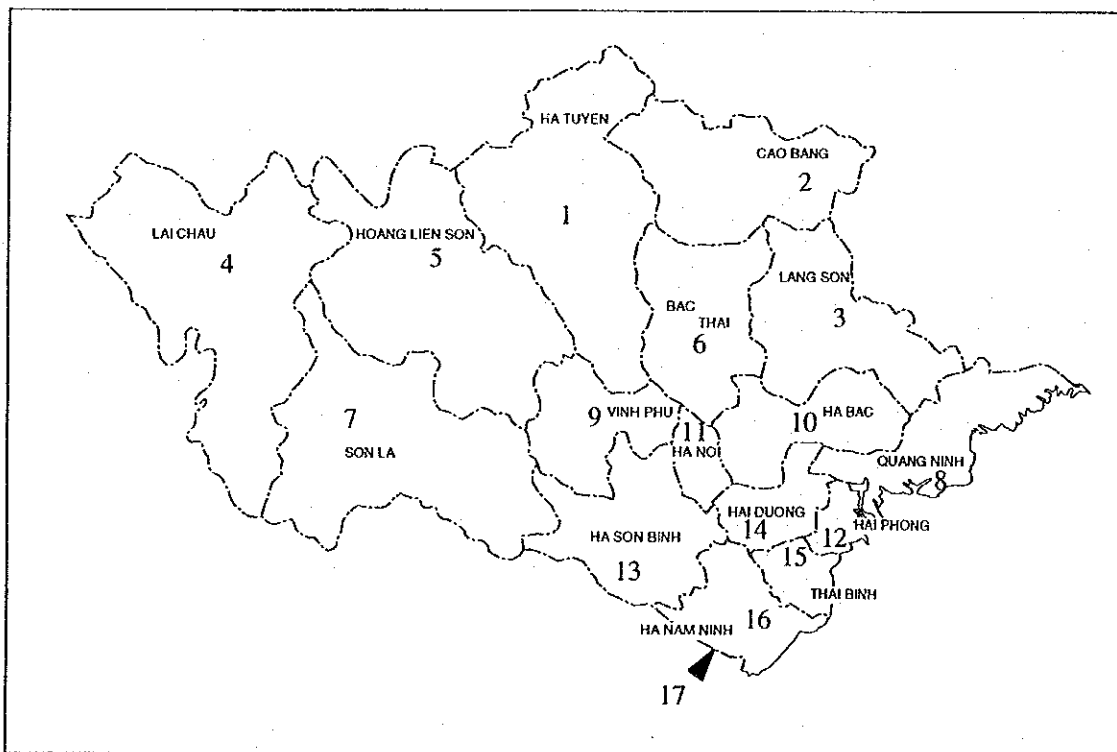 HA TUYEN
CAO BANG
2
1
LAI CHAU
4
HOANG LIEN SON
5
LANG SON
3
BAC
THAI
6
7
SON LA
9 VINH PHU
11
HA NOI
10 HA BAC
QUANG NINH
8
HAI DUONG
14
HAI PHONG
12
HA SON BINH
13
15
THAI BINH
16
HA NAM NINH
17